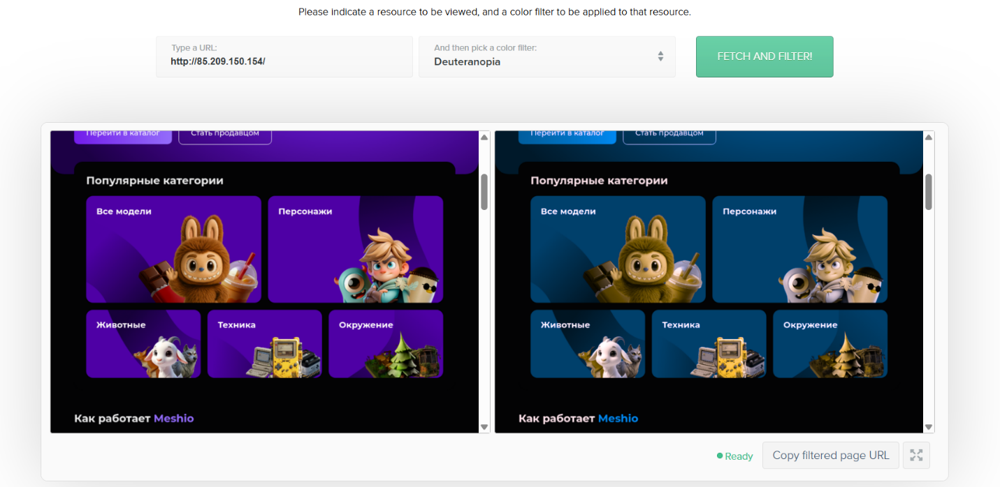 Please indicate a resource to be viewed, and a color filter to be applied to that resource.
Type a URL:
http://85.209.150.154/
And then pick a color filter:
Deuteranopia
FETCH AND FILTER!
Перейти в каталог
Стать продавцом
Популярные категории
Все модели
Персонажи
Животные
Техника
Окружение
Как работает Meshio
Перейти в каталог
Стать продавцом
Популярные категории
Все модели
Персонажи
Животные
Техника
Окружение
Как работает Meshio
Ready
Copy filtered page URL